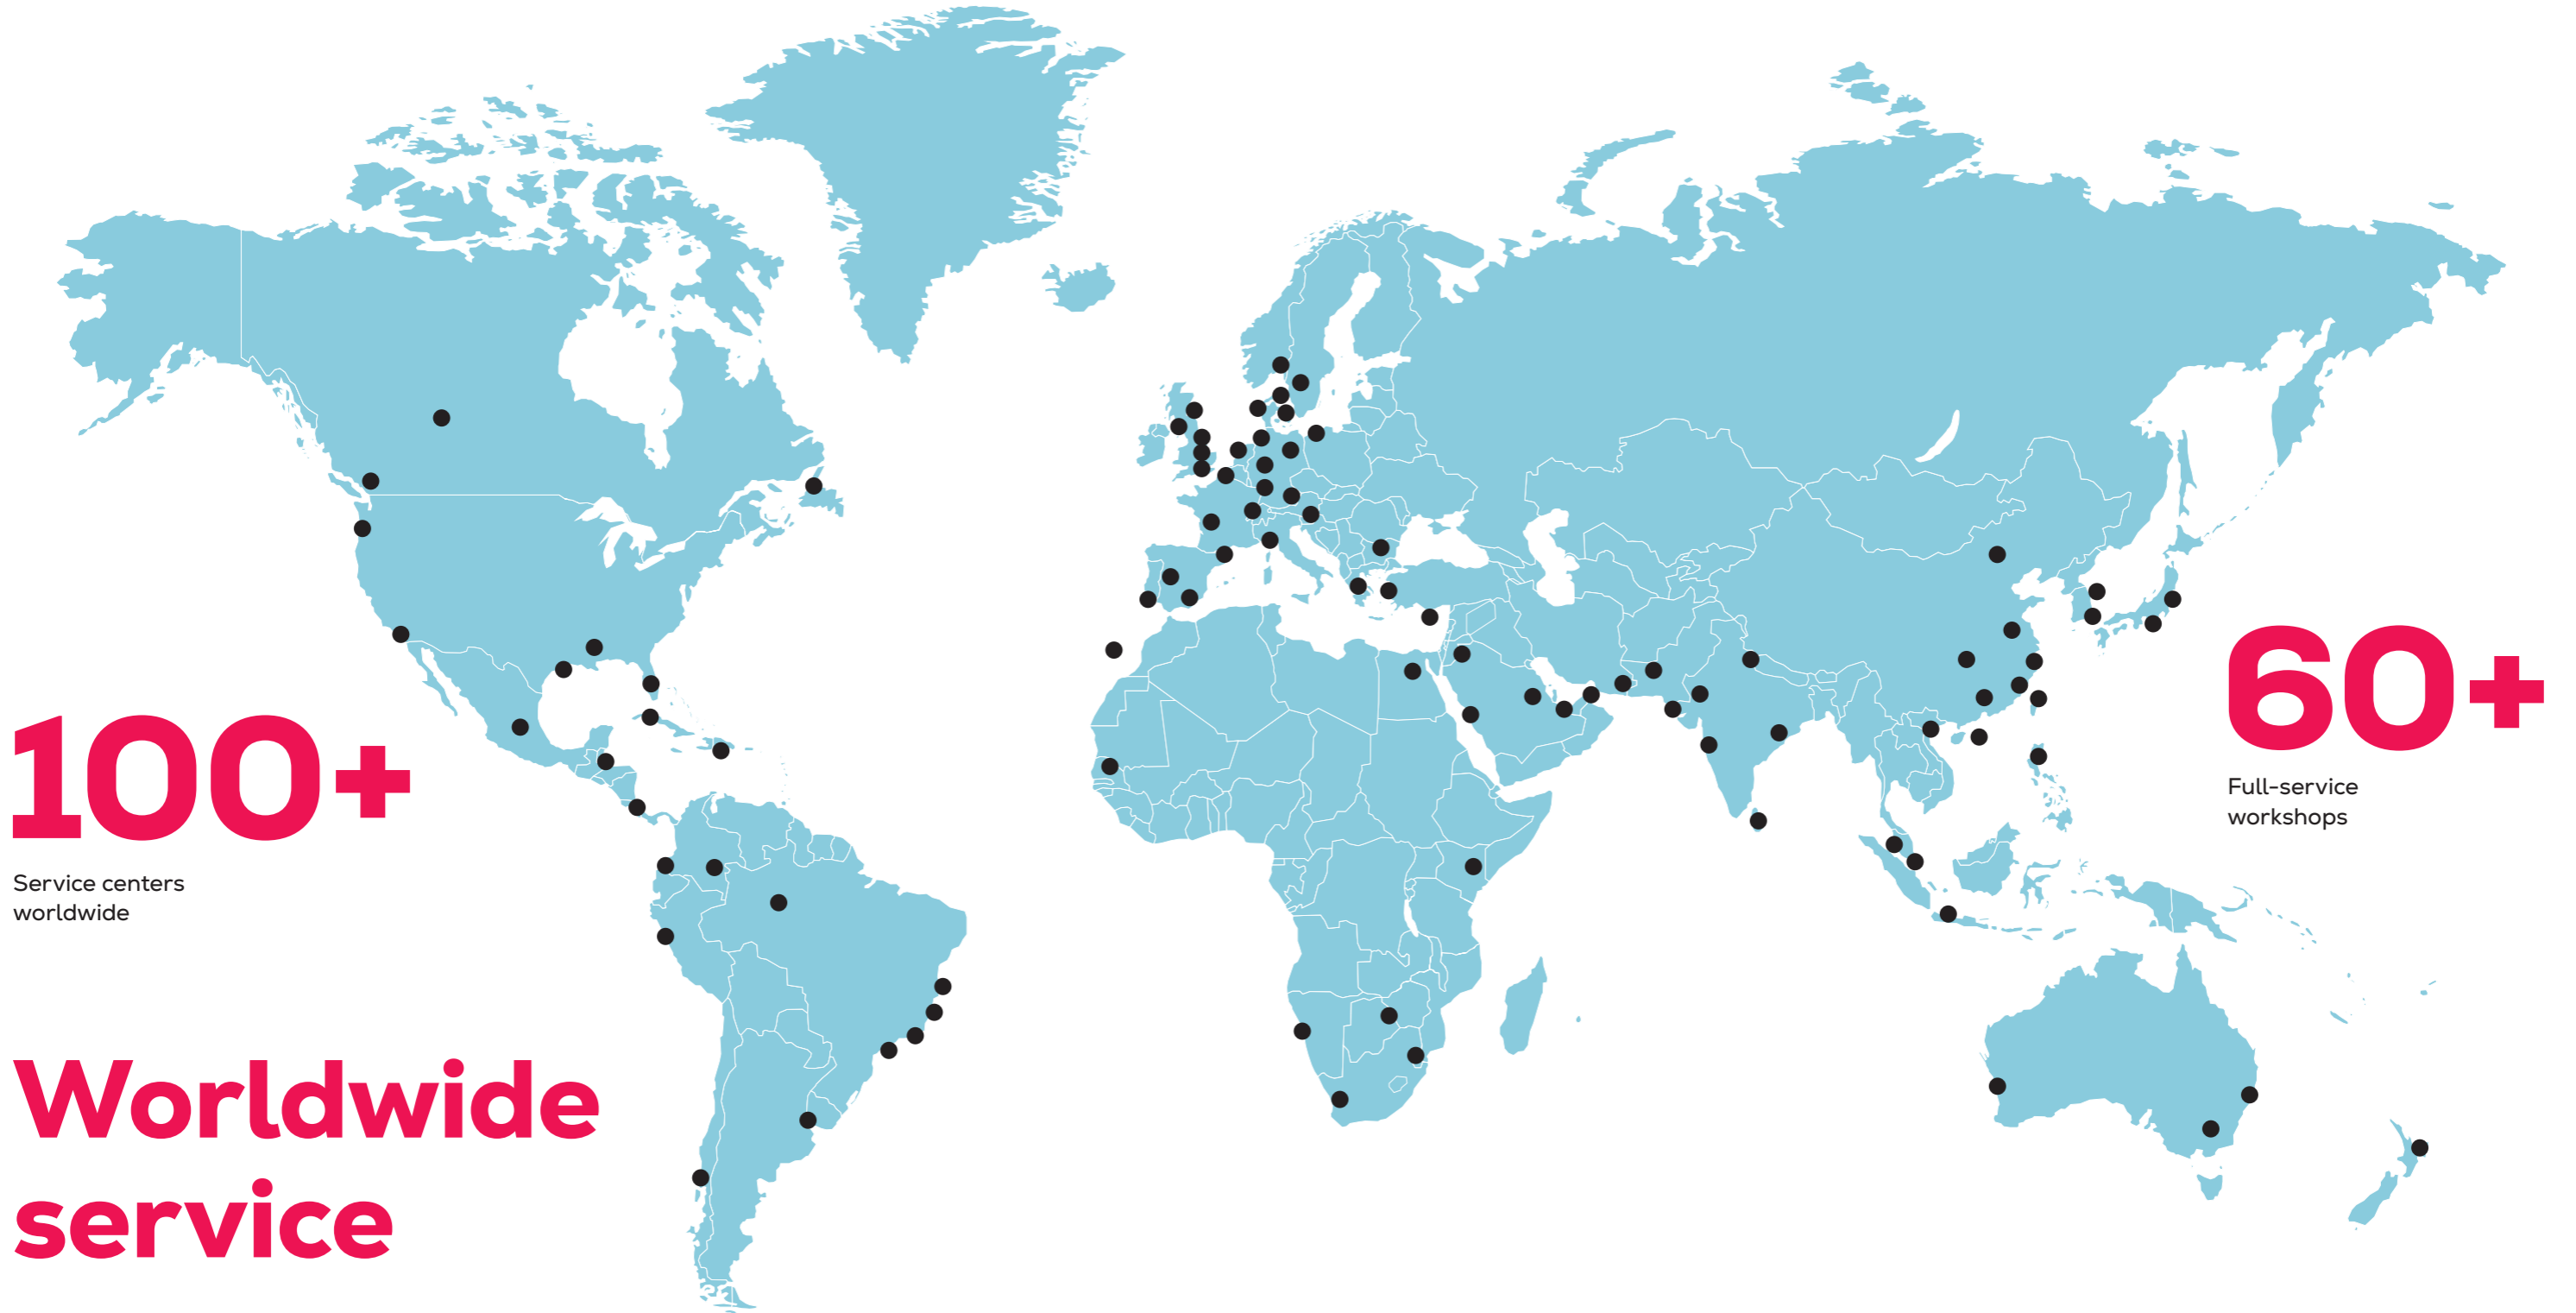 100+
Service centers
worldwide
60+
Full-service
workshops
Worldwide
service